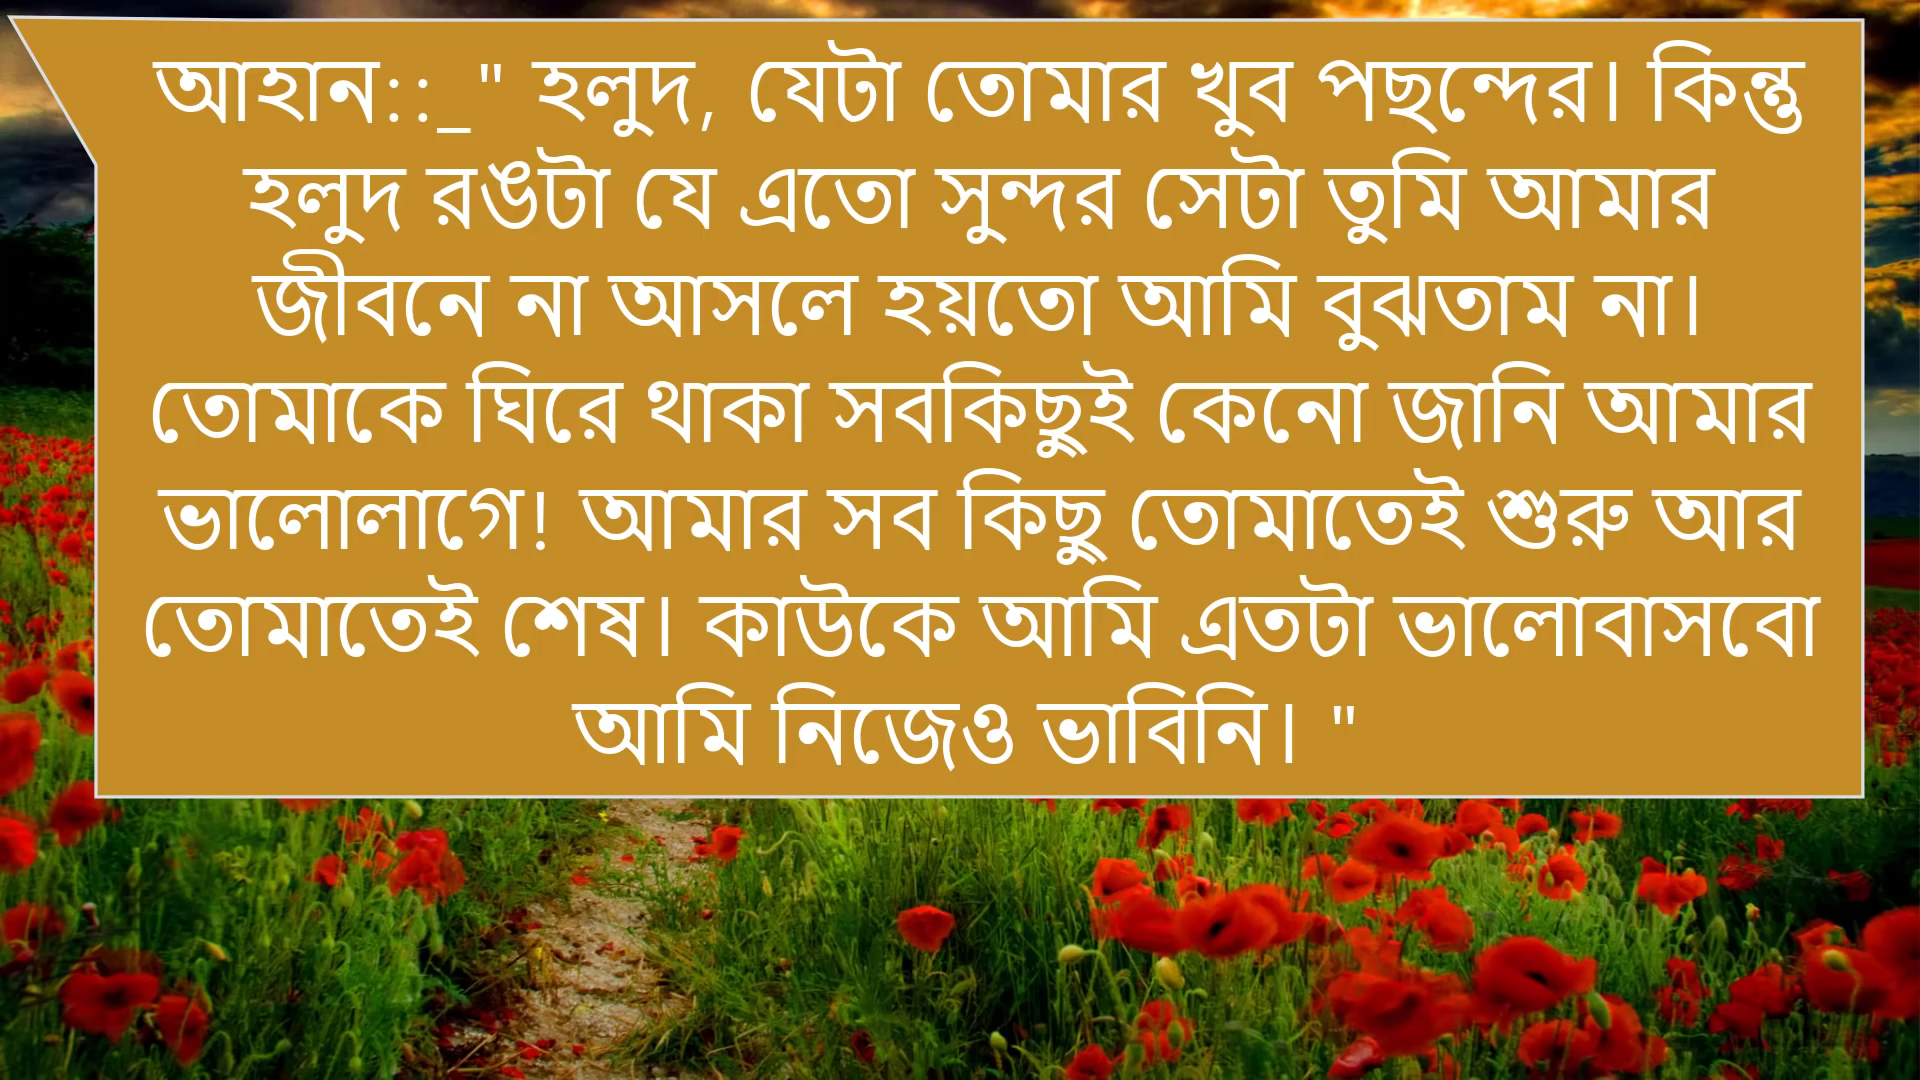 আহান::_" হলুদ, যেটা তোমার খুব পছন্দের। কিন্তু
হলুদ রঙটা যে এতো সুন্দর সেটা তুমি আমার
জীবনে না আসলে হয়তো আমি বুঝতাম না।
তোমাকে ঘিরে থাকা সবকিছুই কেনো জানি আমার
ভালোলাগে! আমার সব কিছু তোমাতেই শুরু আর
তোমাতেই শেষ। কাউকে আমি এতটা ভালোবাসবো
আমি নিজেও ভাবিনি। "